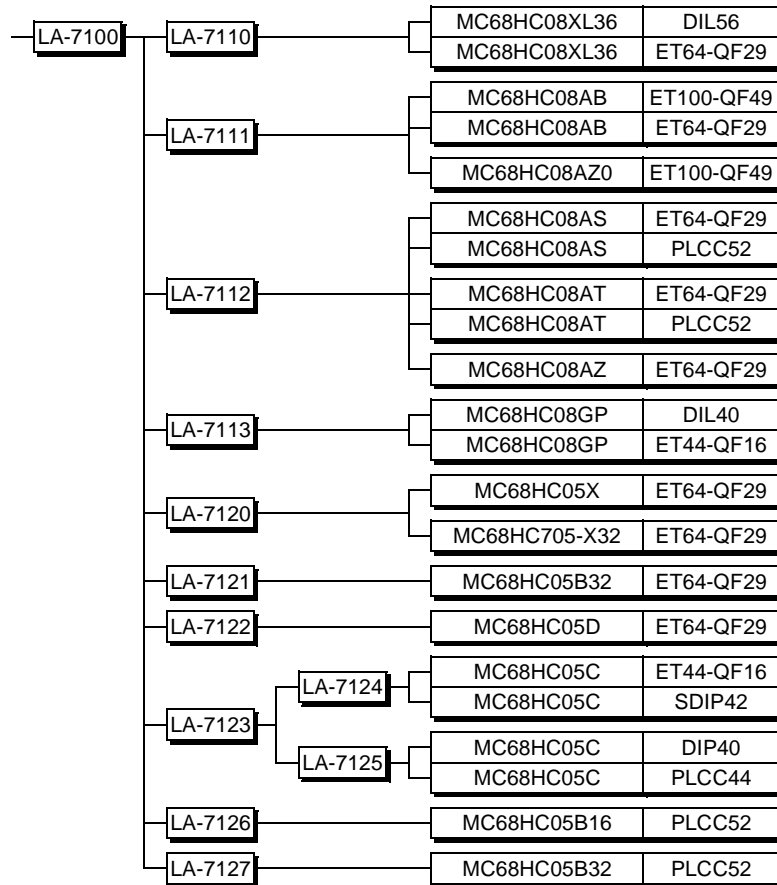 LA-7100 LA-7110 MC68HC08XL36 DIL56
MC68HC08XL36 ET64-QF29
MC68HC08AB ET100-QF49
LA-7111 MC68HC08AB ET64-QF29
MC68HC08AZ0 ET100-QF49
MC68HC08AS ET64-QF29
MC68HC08AS PLCC52
LA-7112 MC68HC08AT ET64-QF29
MC68HC08AT PLCC52
MC68HC08AZ ET64-QF29
LA-7113 MC68HC08GP DIL40
MC68HC08GP ET44-QF16
LA-7120 MC68HC05X ET64-QF29
MC68HC705-X32 ET64-QF29
LA-7121 MC68HC05B32 ET64-QF29
LA-7122 MC68HC05D ET64-QF29
LA-7123 LA-7124 MC68HC05C ET44-QF16
MC68HC05C SDIP42
LA-7125 MC68HC05C DIP40
MC68HC05C PLCC44
LA-7126 MC68HC05B16 PLCC52
LA-7127 MC68HC05B32 PLCC52